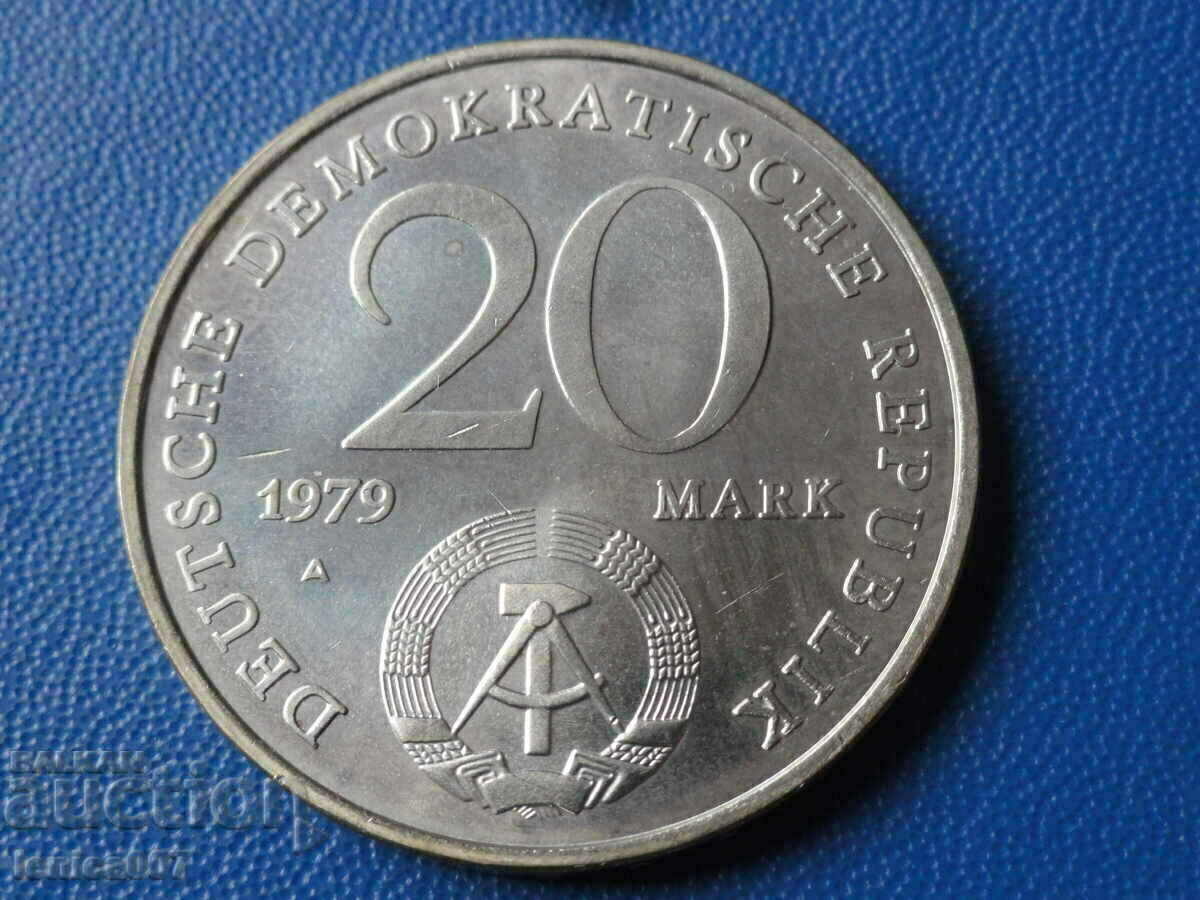 DEUTSCHE DEMOKRATISCHE REPUBLIK
20
1979 MARK
A
BALKAN
auction
lenica007